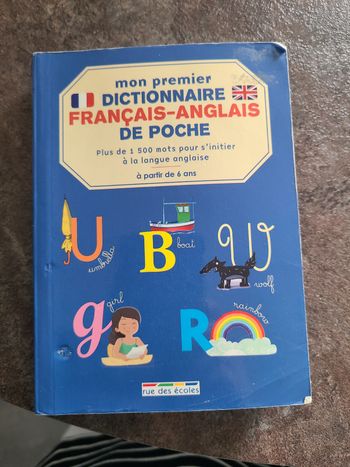 mon premier
DICTIONNAIRE
FRANÇAIS-ANGLAIS
DE POCHE
Plus de 1 500 mots pour s'initier
à la langue anglaise
à partir de 6 ans
U
umbrella
B
boat
W
wolf
g
girl
R
rainbow
rue des écoles